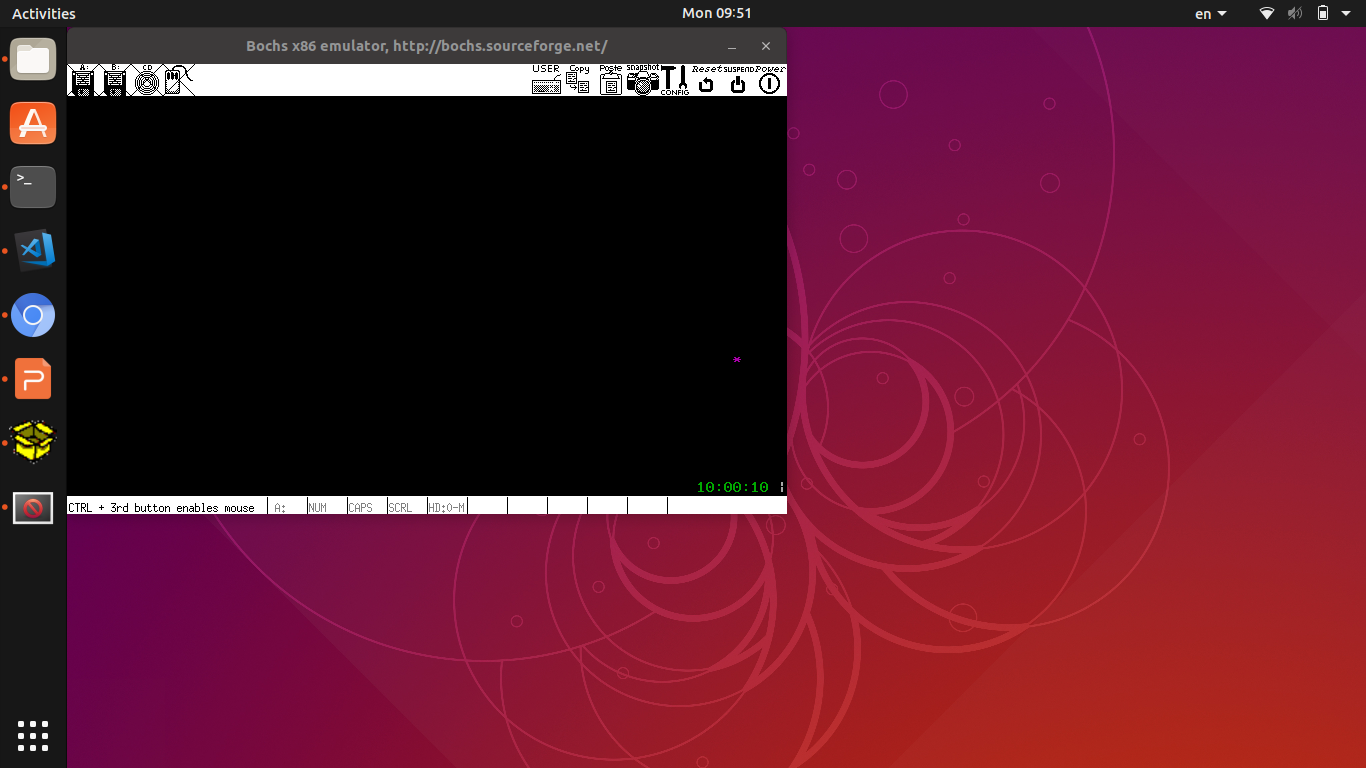 Activities
Mon 09:51
en
Bochs x86 emulator, http://bochs.sourceforge.net/
A: B: CD
USER Copy Paste snapshot CONFIG Reset SUSPEND Power
*
10:00:10
CTRL + 3rd button enables mouse A: NUM CAPS SCRL HD:0-M